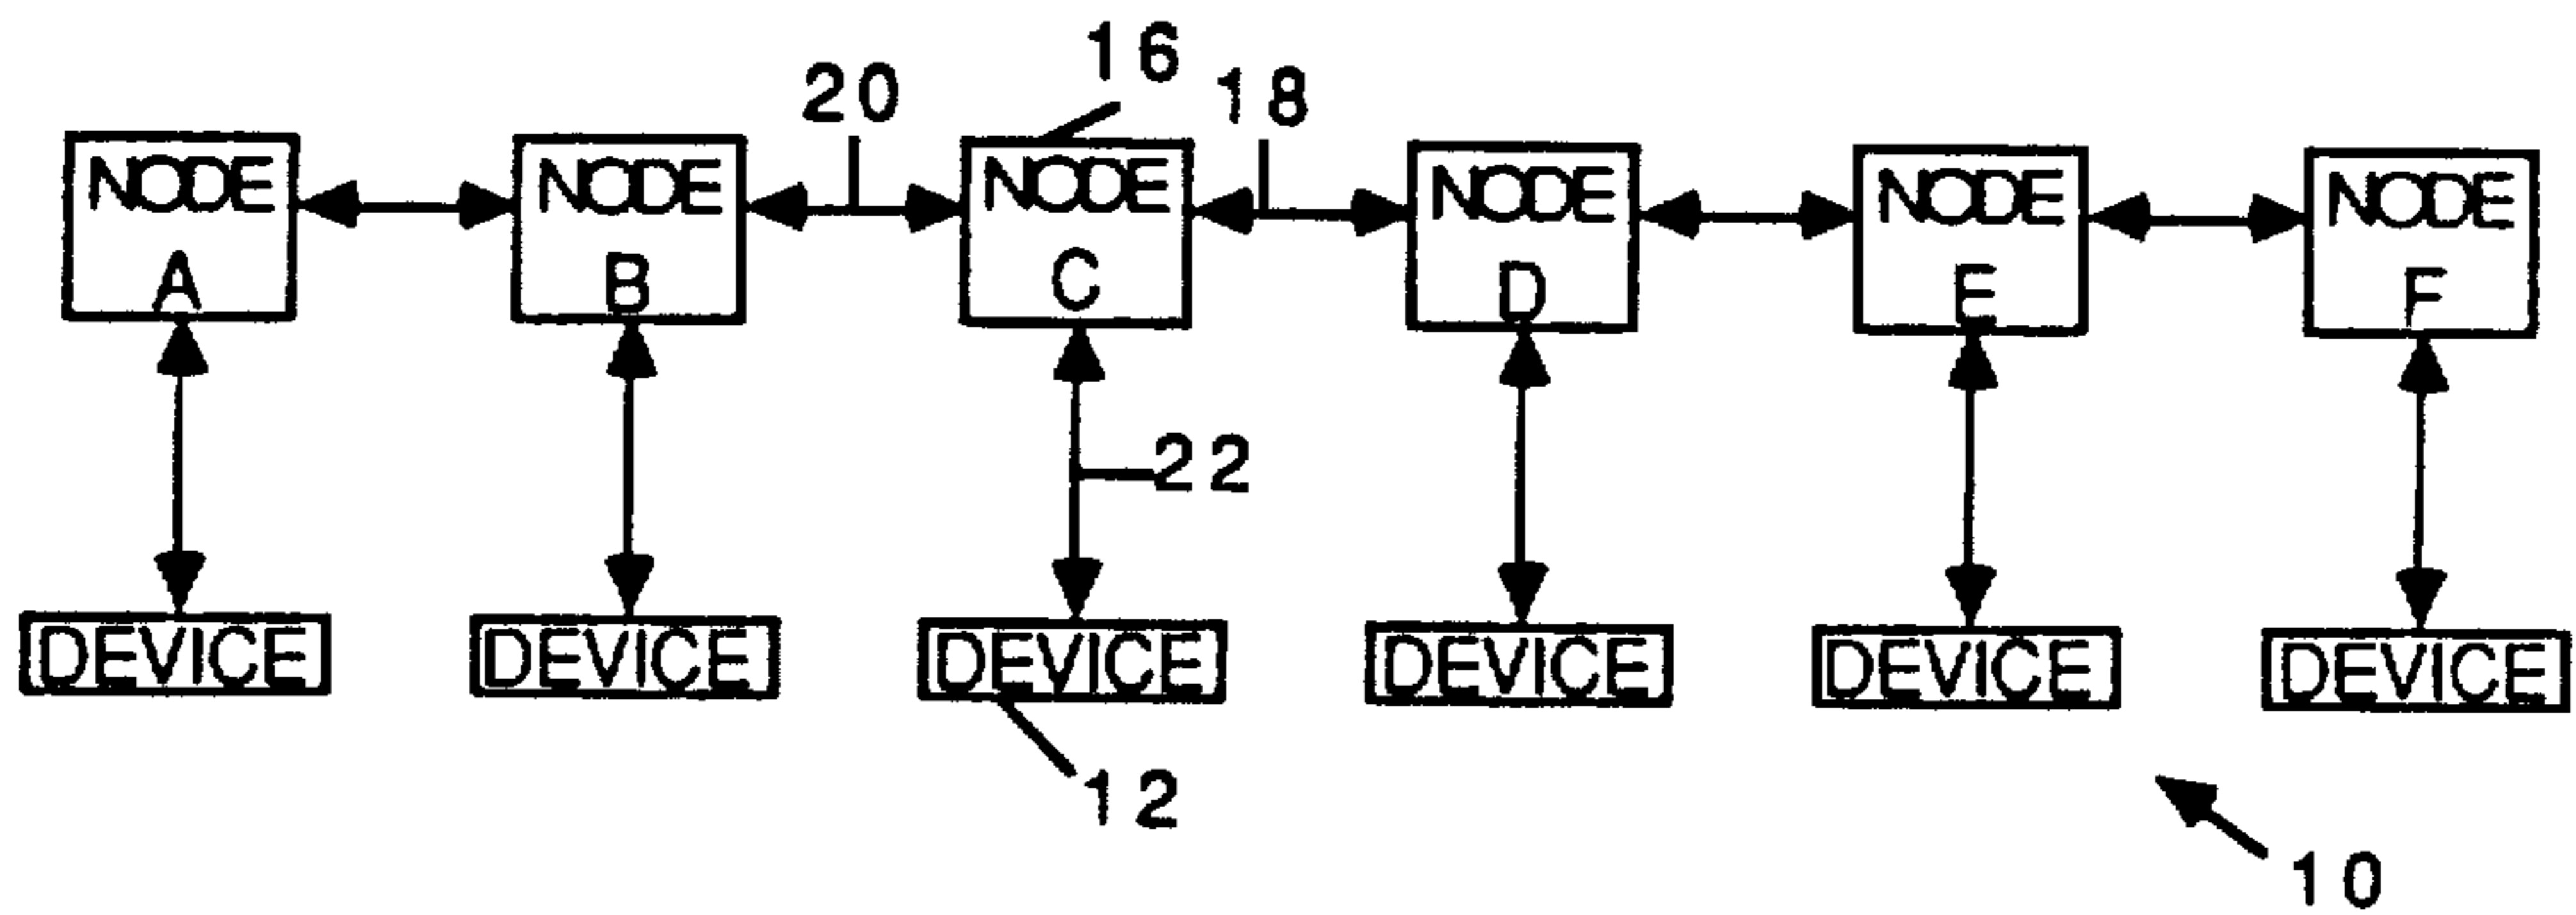 16
20 18
NODE NODE NODE NODE NODE NODE
A B C D E F
22
DEVICE DEVICE DEVICE DEVICE DEVICE DEVICE
12
10